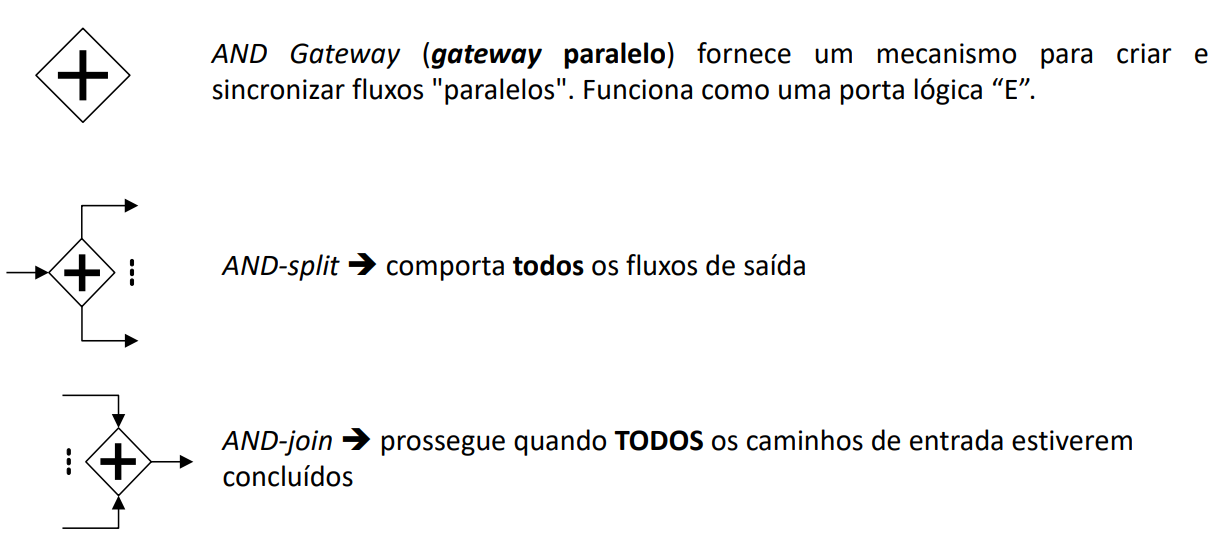 AND Gateway (gateway paralelo) fornece um mecanismo para criar e
sincronizar fluxos "paralelos". Funciona como uma porta lógica “E”.
AND-split ➔ comporta todos os fluxos de saída
AND-join ➔ prossegue quando TODOS os caminhos de entrada estiverem
concluídos